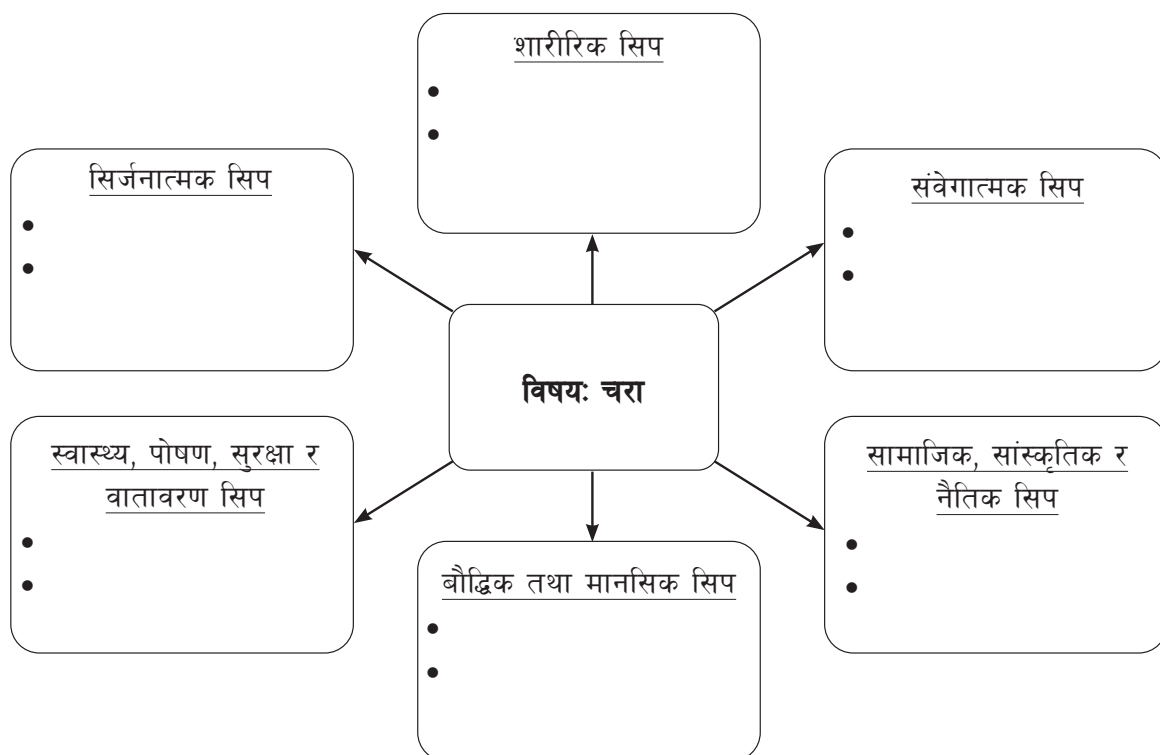 शारीरिक सिप
•
•
सिर्जनात्मक सिप
•
•
संवेगात्मक सिप
•
•
विषयः चरा
स्वास्थ्य, पोषण, सुरक्षा र
वातावरण सिप
•
•
सामाजिक, सांस्कृतिक र
नैतिक सिप
•
•
बौद्धिक तथा मानसिक सिप
•
•